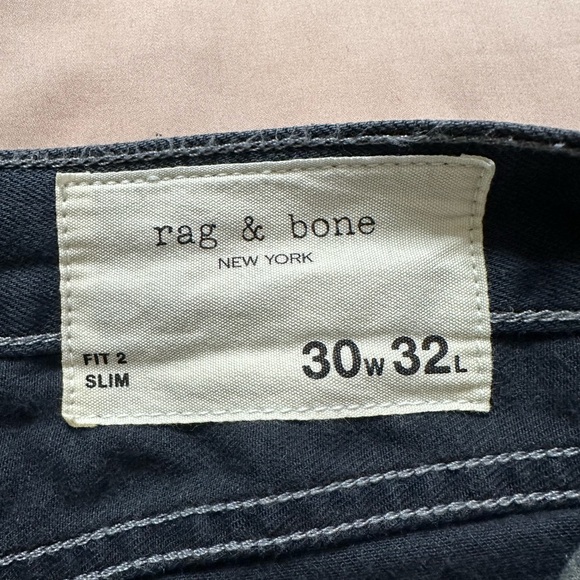 rag & bone
NEW YORK
FIT 2
SLIM
30W 32L